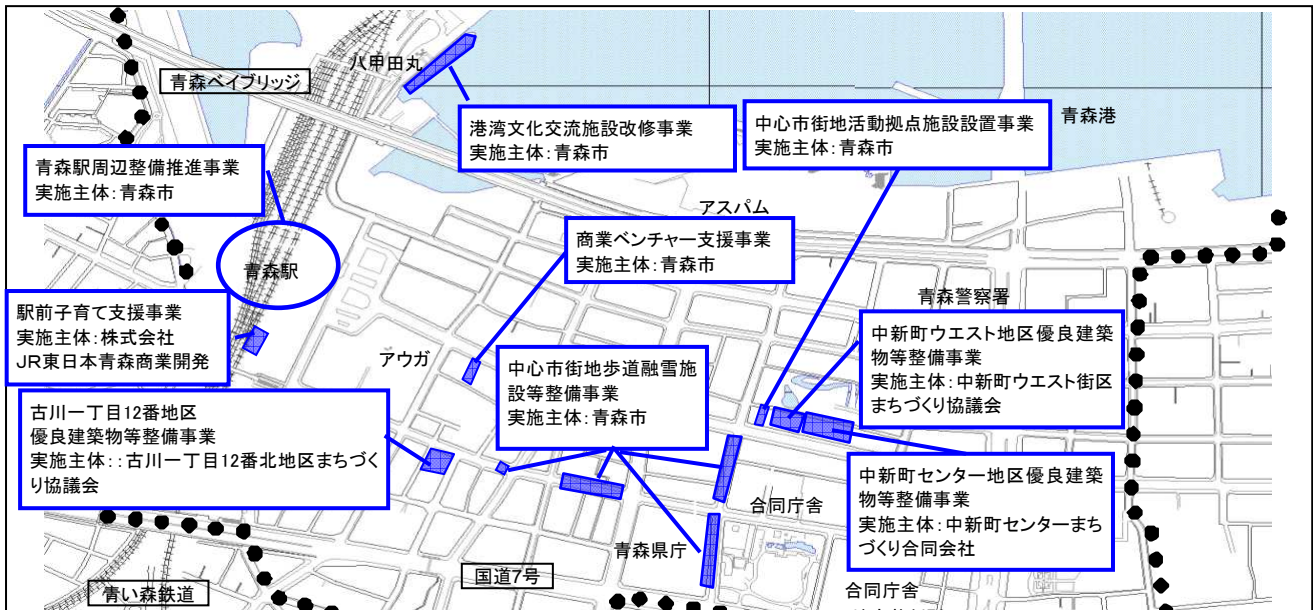 八甲田丸
青森ベイブリッジ
港湾文化交流施設改修事業
実施主体：青森市
中心市街地活動拠点施設設置事業
実施主体：青森市
青森港
青森駅周辺整備推進事業
実施主体：青森市
アスパム
商業ベンチャー支援事業
実施主体：青森市
青森駅
青森警察署
駅前子育て支援事業
実施主体：株式会社
JR東日本青森商業開発
アウガ
中心市街地歩道融雪施
設等整備事業
実施主体：青森市
中新町ウエスト地区優良建築
物等整備事業
実施主体：中新町ウエスト街区
まちづくり協議会
古川一丁目12番地区
優良建築物等整備事業
実施主体：：古川一丁目12番北地区まちづく
り協議会
中新町センター地区優良建築
物等整備事業
実施主体：中新町センターまち
づくり合同会社
合同庁舎
青森県庁
国道7号
青い森鉄道
合同庁舎